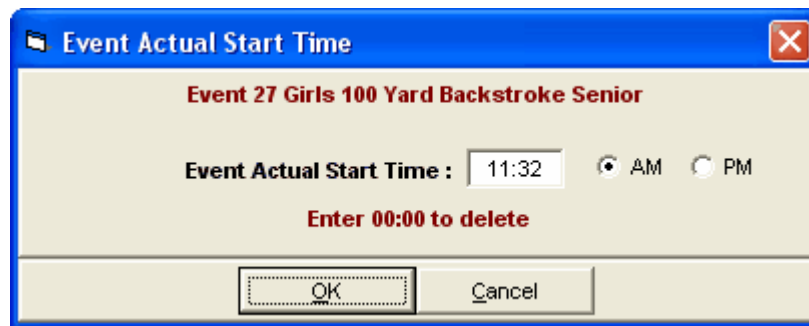 Event Actual Start Time
Event 27 Girls 100 Yard Backstroke Senior
Event Actual Start Time : 11:32 AM PM
Enter 00:00 to delete
OK Cancel